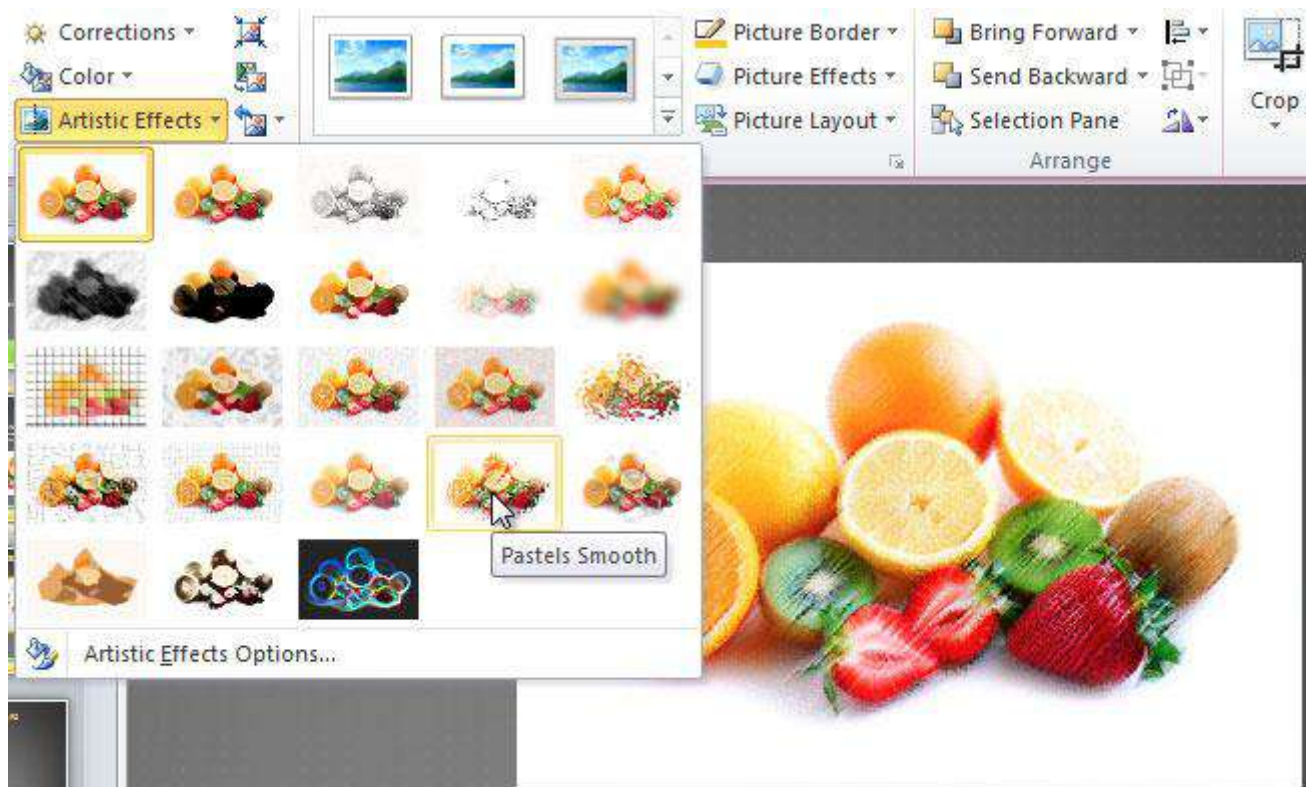 Corrections
Color
Artistic Effects
Picture Border
Picture Effects
Picture Layout
Bring Forward
Send Backward
Selection Pane
Arrange
Crop
Pastels Smooth
Artistic Effects Options...